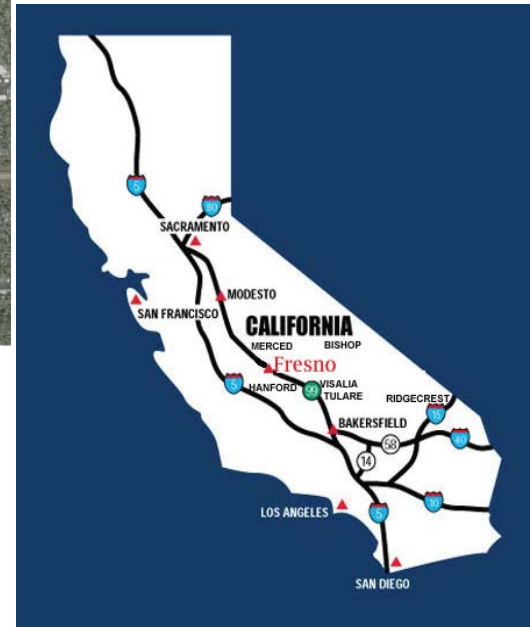 5
80
SACRAMENTO
MODESTO
SAN FRANCISCO
CALIFORNIA
MERCED
BISHOP
Fresno
5
HANFORD
99
VISALIA
TULARE
RIDGECREST
15
BAKERSFIELD
58
40
14
LOS ANGELES
5
10
SAN DIEGO